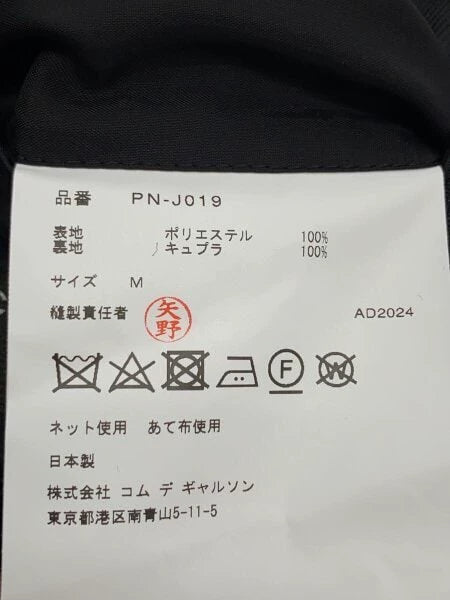 品番 PN-J019
表地 ポリエステル 100%
裏地 キュプラ 100%
サイズ M
縫製責任者 矢野 AD2024
F W
ネット使用 あて布使用
日本製
株式会社 コム デ ギャルソン
東京都港区南青山5-11-5